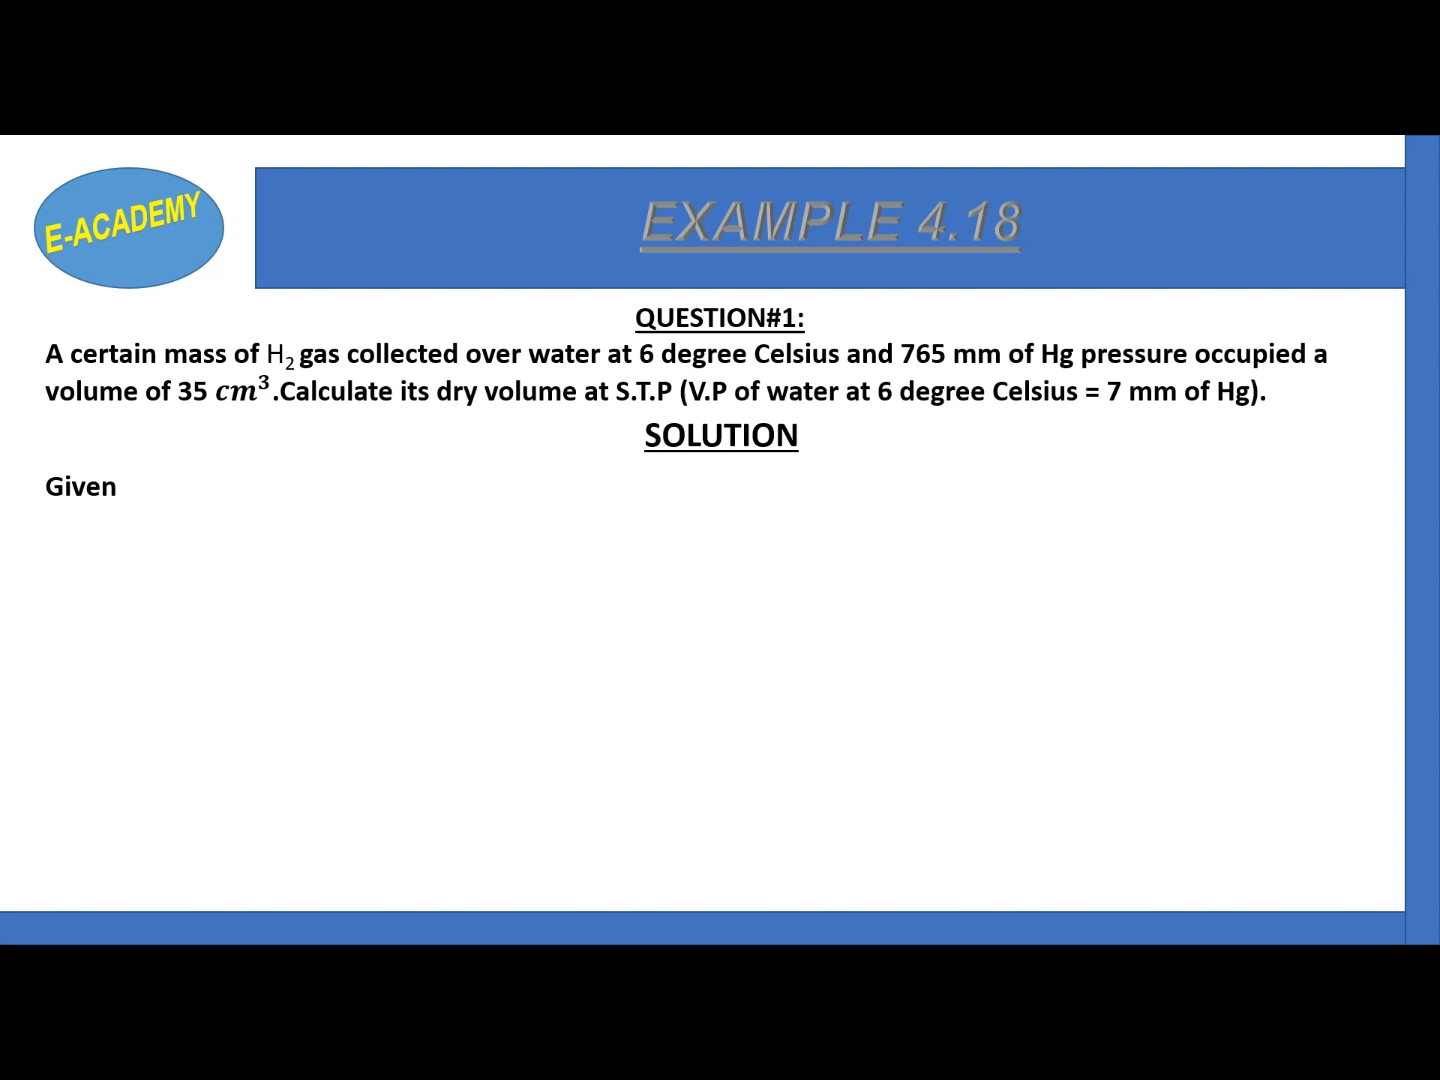 E-ACADEMY
EXAMPLE 4.18
QUESTION#1:
A certain mass of H₂ gas collected over water at 6 degree Celsius and 765 mm of Hg pressure occupied a
volume of 35 cm³.Calculate its dry volume at S.T.P (V.P of water at 6 degree Celsius = 7 mm of Hg).
SOLUTION
Given